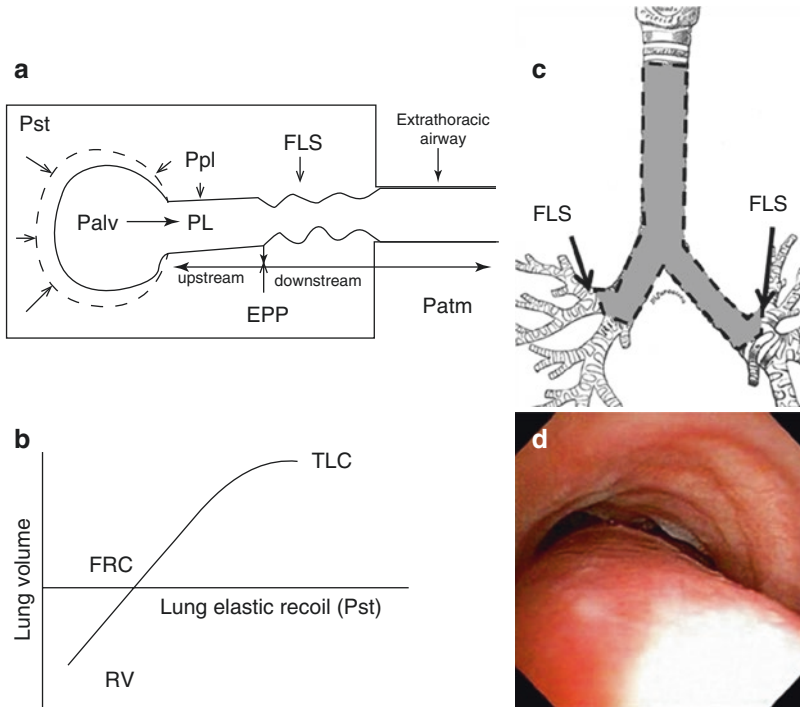 a
Pst
Ppl
FLS
Extrathoracic
airway
Palv
PL
upstream
downstream
EPP
Patm
b
Lung volume
TLC
FRC
Lung elastic recoil (Pst)
RV
c
FLS
FLS
d